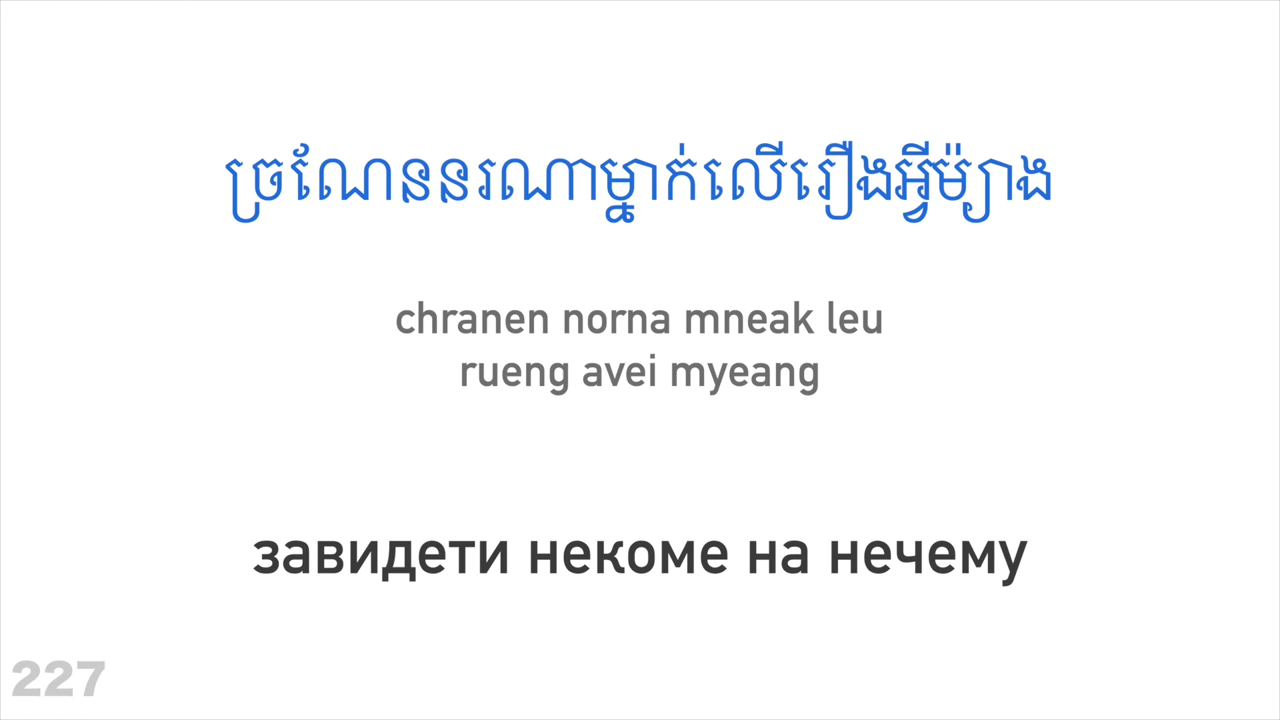 ច្រណែននរណាម្នាក់លើរឿងអ្វីម៉្យាង
chranen norna mneak leu
rueng avei myeang
завидети некоме на нечему
227